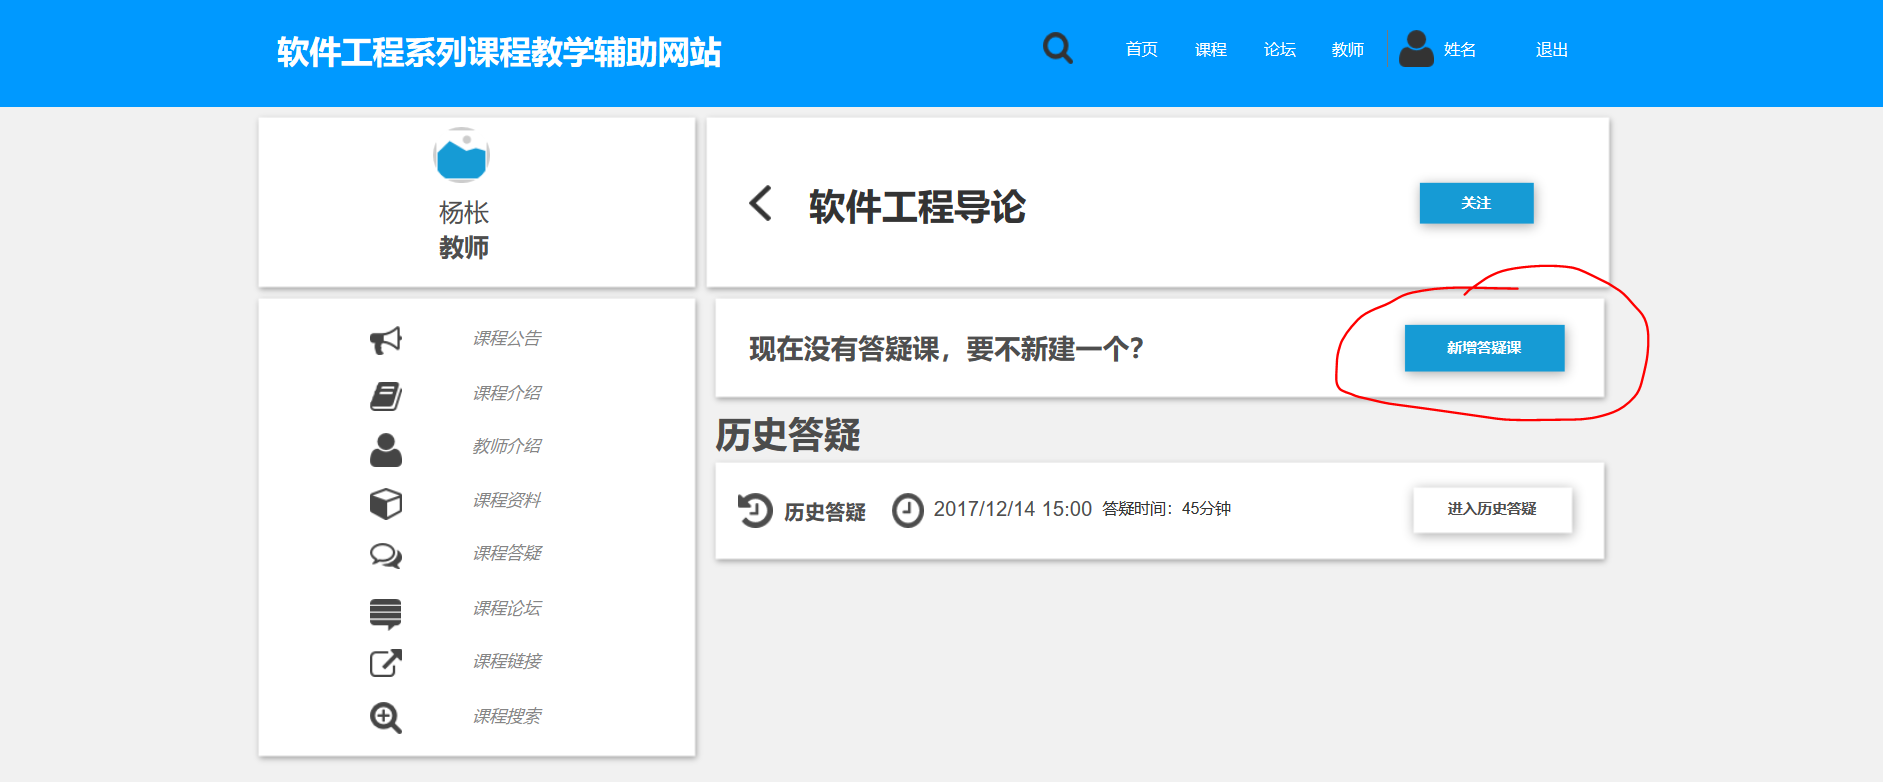 软件工程系列课程教学辅助网站
首页 课程 论坛 教师 姓名 退出
杨枨
教师
软件工程导论
关注
课程公告
课程介绍
教师介绍
课程资料
课程答疑
课程论坛
课程链接
课程搜索
现在没有答疑课，要不新建一个？
新增答疑课
历史答疑
历史答疑 2017/12/14 15:00 答疑时间：45分钟
进入历史答疑